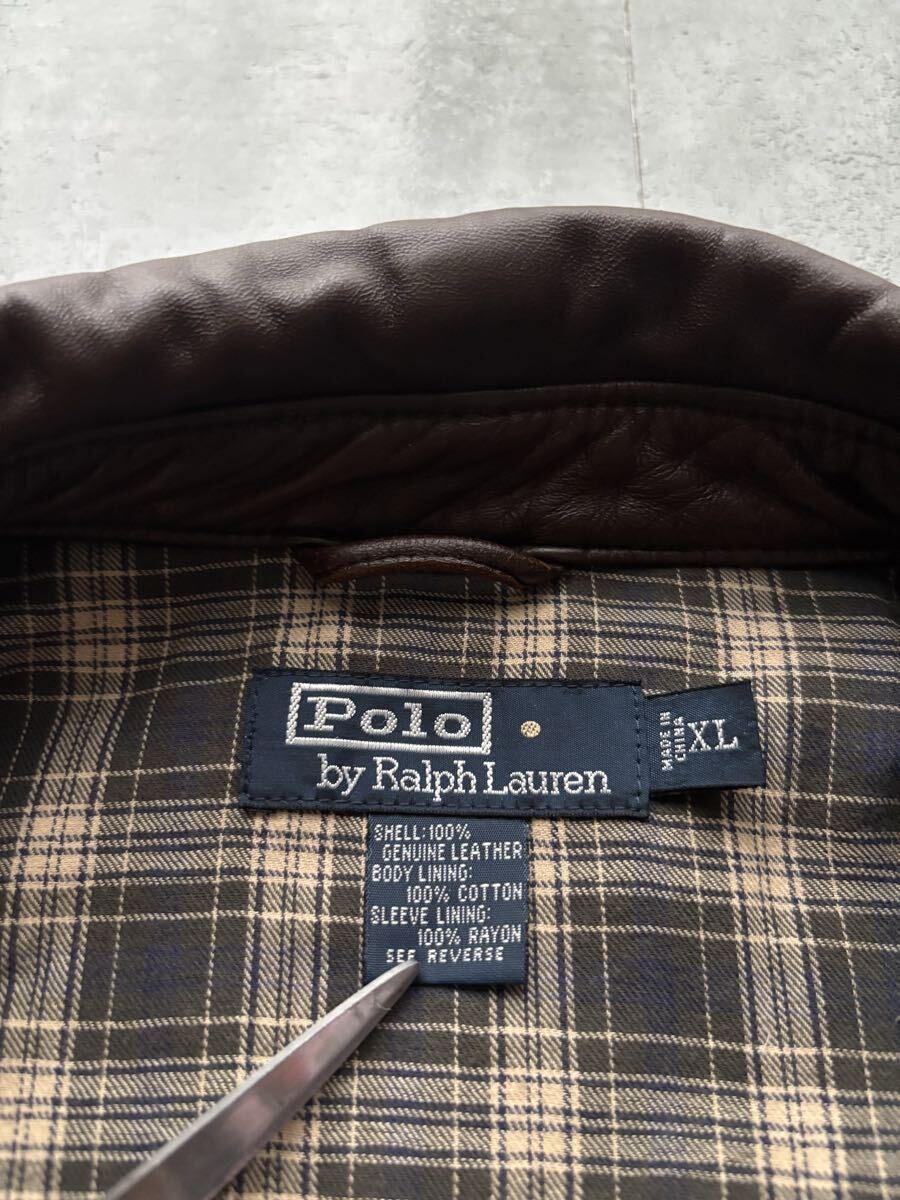 Polo
by Ralph Lauren
MADE IN
CHINA
XL
SHELL:100%
GENUINE LEATHER
BODY LINING:
100% COTTON
SLEEVE LINING:
100% RAYON
SEE REVERSE